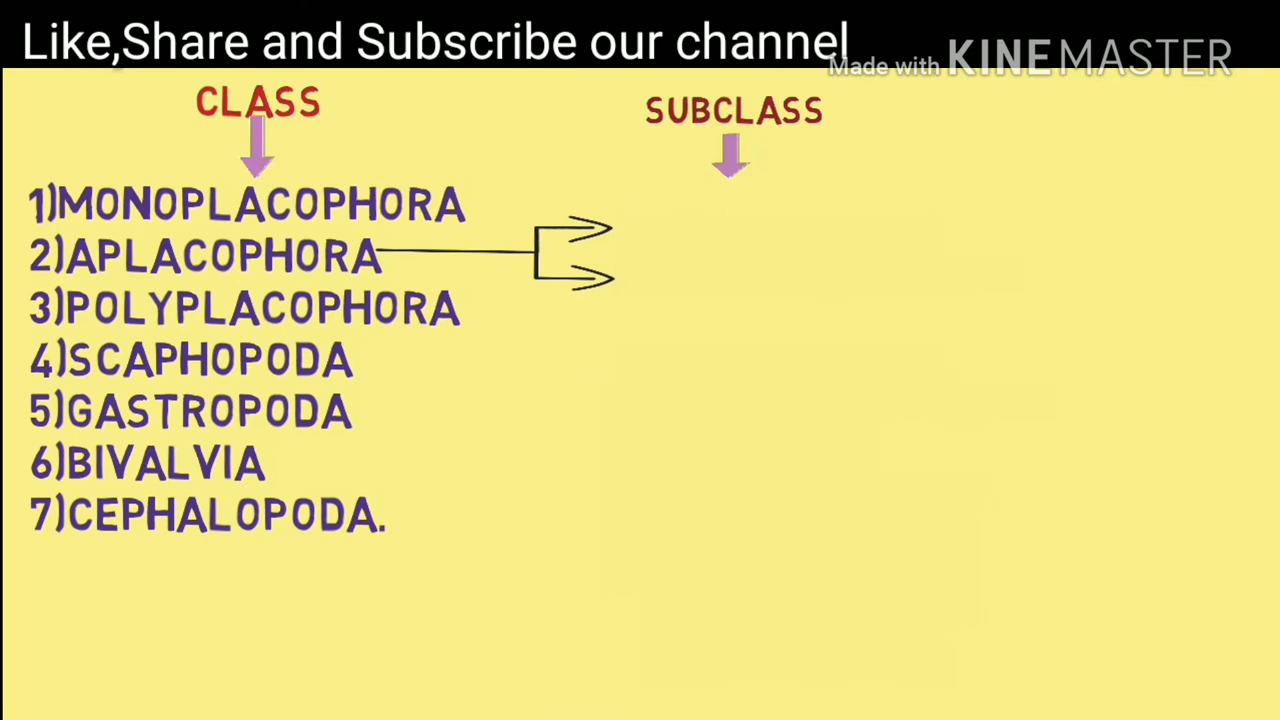 Like,Share and Subscribe our channel
Made with KINEMASTER
CLASS
SUBCLASS
1)MONOPLACOPHORA
2)APLACOPHORA
3)POLYPLACOPHORA
4)SCAPHOPODA
5)GASTROPODA
6)BIVALVIA
7)CEPHALOPODA.